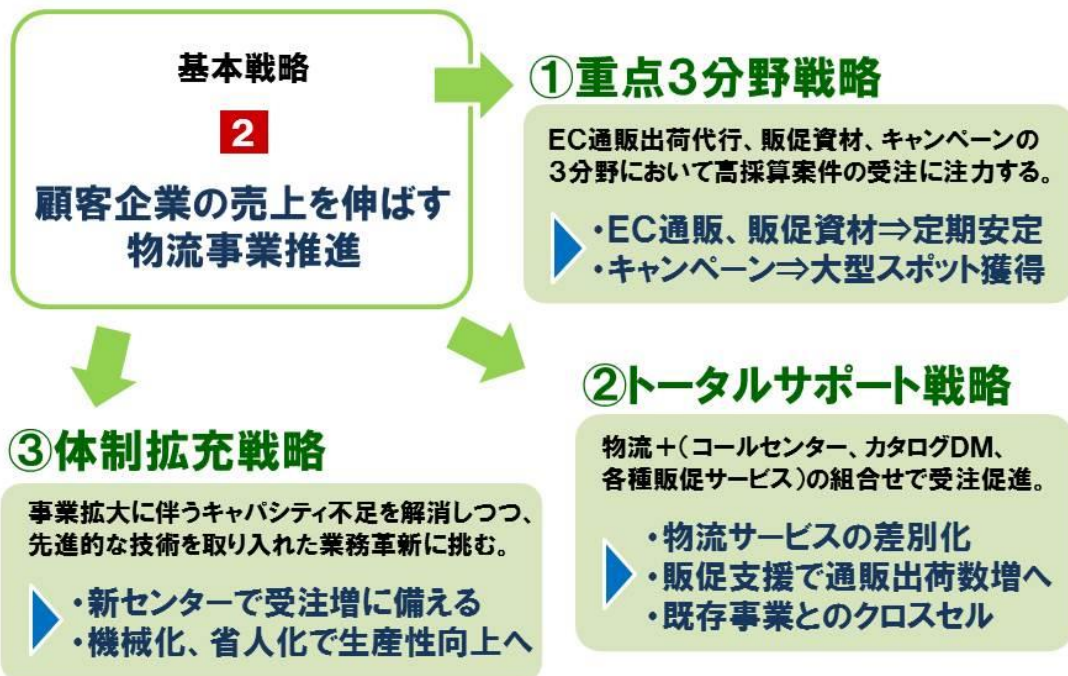 基本戦略
2
顧客企業の売上を伸ばす
物流事業推進
①重点3分野戦略
EC通販出荷代行、販促資材、キャンペーンの
3分野において高採算案件の受注に注力する。
・EC通販、販促資材⇒定期安定
・キャンペーン⇒大型スポット獲得
②トータルサポート戦略
物流＋（コールセンター、カタログDM、
各種販促サービス）の組合せで受注促進。
・物流サービスの差別化
・販促支援で通販出荷数増へ
・既存事業とのクロスセル
③体制拡充戦略
事業拡大に伴うキャパシティ不足を解消しつつ、
先進的な技術を取り入れた業務革新に挑む。
・新センターで受注増に備える
・機械化、省人化で生産性向上へ